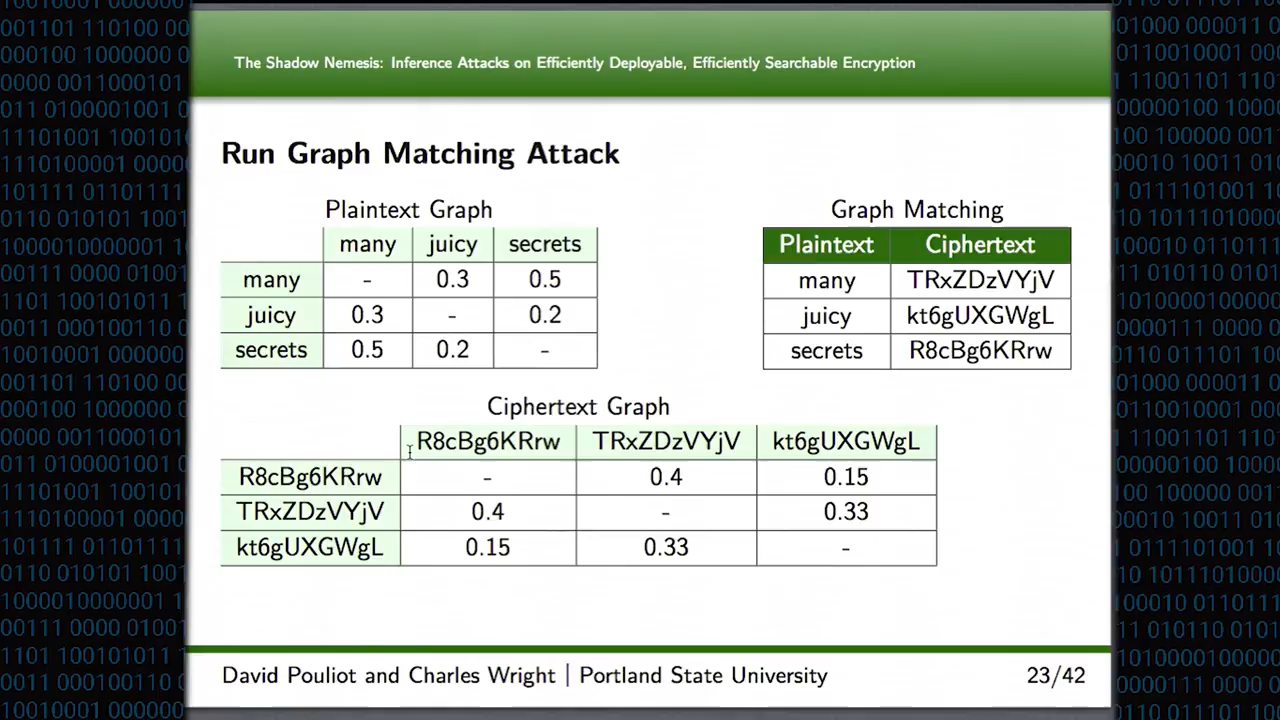 The Shadow Nemesis: Inference Attacks on Efficiently Deployable, Efficiently Searchable Encryption
Run Graph Matching Attack
Plaintext Graph
many juicy secrets
many - 0.3 0.5
juicy 0.3 - 0.2
secrets 0.5 0.2 -
Graph Matching
Plaintext Ciphertext
many TRxZDzVYjV
juicy kt6gUXGWgL
secrets R8cBg6KRrw
Ciphertext Graph
R8cBg6KRrw TRxZDzVYjV kt6gUXGWgL
R8cBg6KRrw - 0.4 0.15
TRxZDzVYjV 0.4 - 0.33
kt6gUXGWgL 0.15 0.33 -
David Pouliot and Charles Wright | Portland State University 23/42